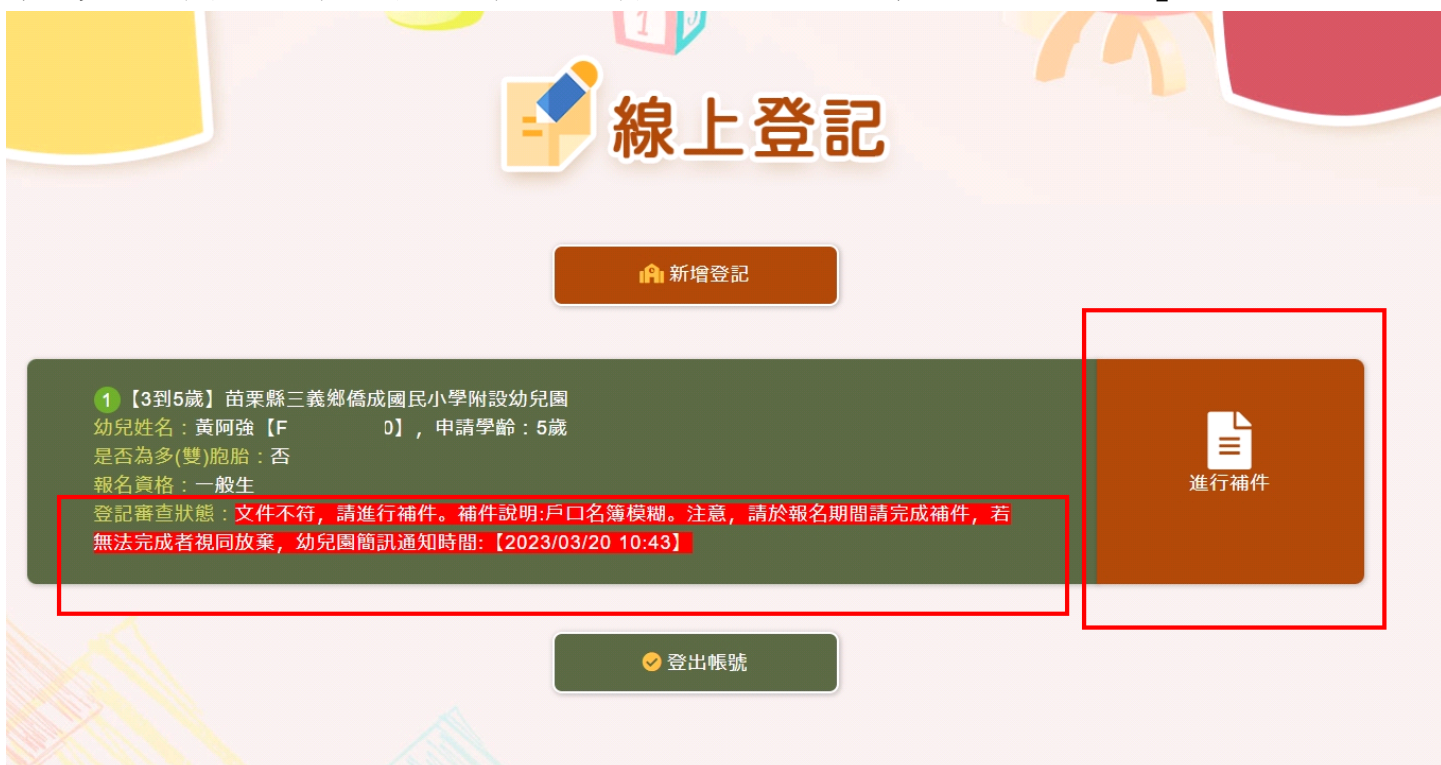 線上登記
新增登記
1【3到5歲】苗栗縣三義鄉僑成國民小學附設幼兒園
幼兒姓名：黃阿強【F 0】, 申請學齡：5歲
是否為多(雙)胞胎：否
報名資格：一般生
登記審查狀態：文件不符, 請進行補件。補件說明:戶口名簿模糊。注意, 請於報名期間請完成補件, 若
無法完成者視同放棄, 幼兒園簡訊通知時間:【2023/03/20 10:43】
進行補件
登出帳號